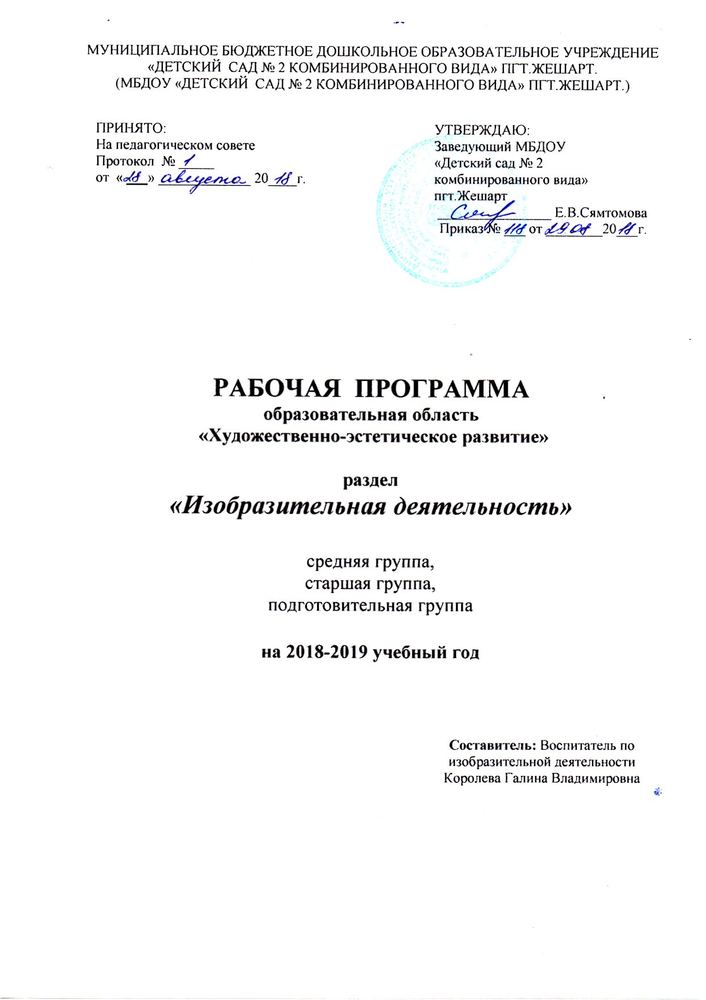 МУНИЦИПАЛЬНОЕ БЮДЖЕТНОЕ ДОШКОЛЬНОЕ ОБРАЗОВАТЕЛЬНОЕ УЧРЕЖДЕНИЕ
«ДЕТСКИЙ САД № 2 КОМБИНИРОВАННОГО ВИДА» ПГТ.ЖЕШАРТ.
(МБДОУ «ДЕТСКИЙ САД № 2 КОМБИНИРОВАННОГО ВИДА» ПГТ.ЖЕШАРТ.)
ПРИНЯТО:
На педагогическом совете
Протокол № 1
от «28» августа 2018г.
УТВЕРЖДАЮ:
Заведующий МБДОУ
«Детский сад № 2
комбинированного вида»
пгт.Жешарт
Е.В.Сямтомова
Приказ № 118 от 29 08 2018г.
РАБОЧАЯ ПРОГРАММА
образовательная область
«Художественно-эстетическое развитие»
раздел
«Изобразительная деятельность»
средняя группа,
старшая группа,
подготовительная группа
на 2018-2019 учебный год
Составитель: Воспитатель по
изобразительной деятельности
Королева Галина Владимировна